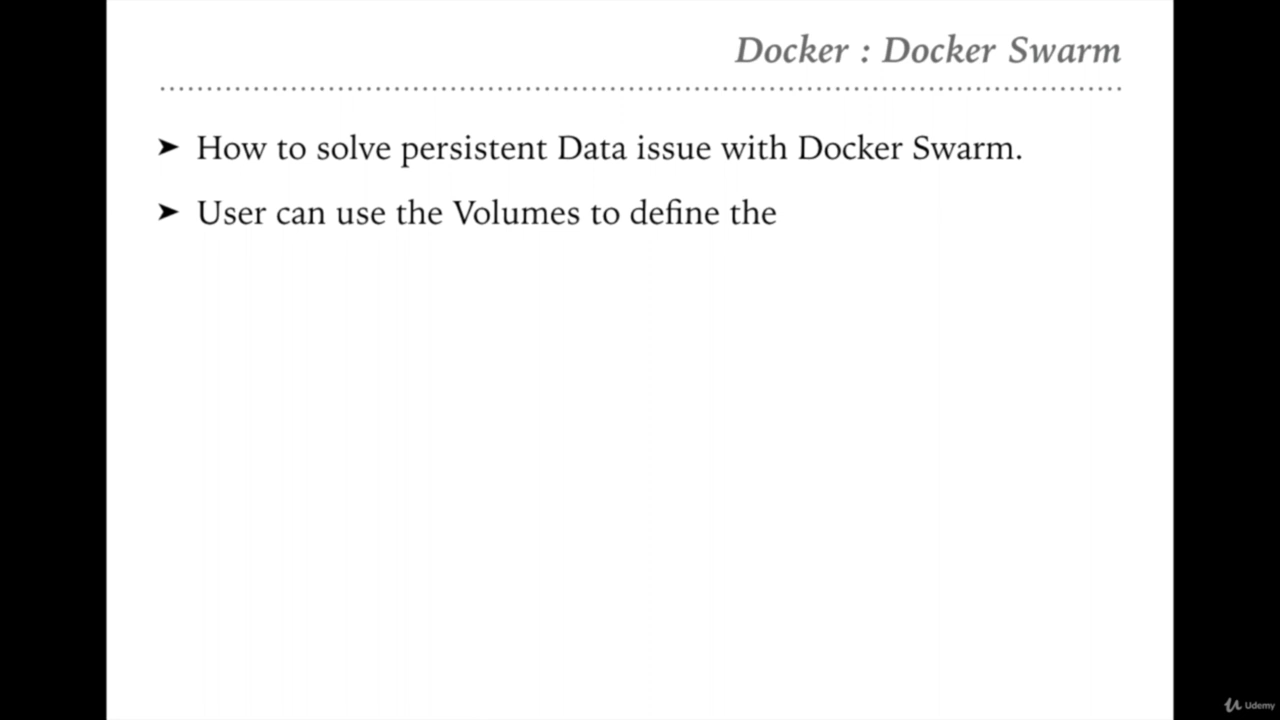 Docker : Docker Swarm
➤ How to solve persistent Data issue with Docker Swarm.
➤ User can use the Volumes to define the
Udemy